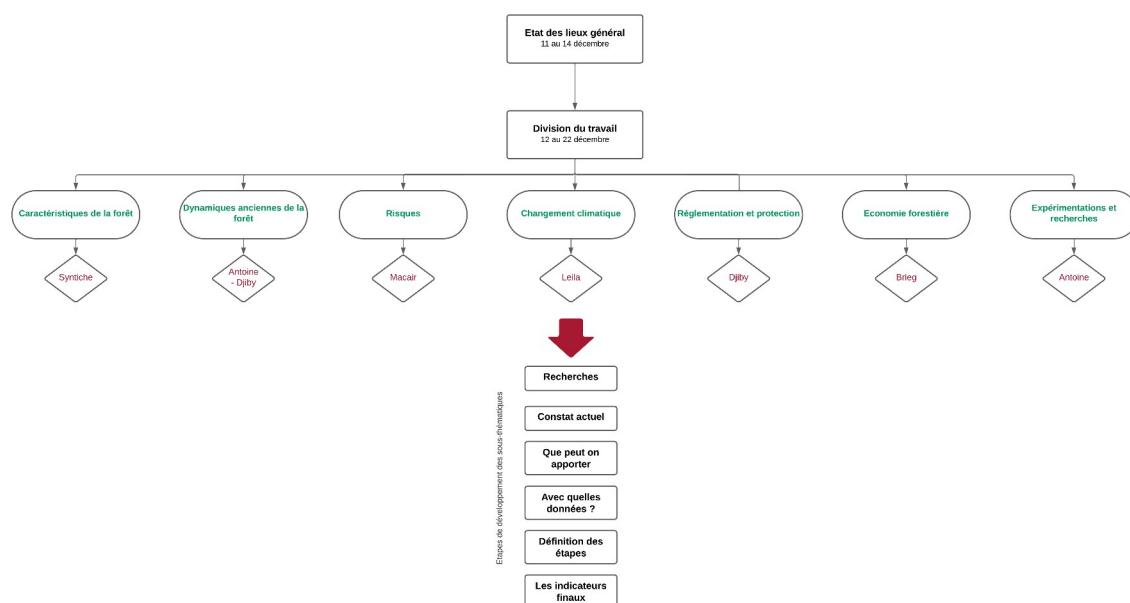 Etat des lieux général
11 au 14 décembre
Division du travail
12 au 22 décembre
Caractéristiques de la forêt
Dynamiques anciennes de la
forêt
Risques
Changement climatique
Réglementation et protection
Economie forestière
Expérimentations et
recherches
Syntiche
Antoine
- Djiby
Macair
Leila
Djiby
Brieg
Antoine
Etapes de développement des sous-thématiques
Recherches
Constat actuel
Que peut on
apporter
Avec quelles
données ?
Définition des
étapes
Les indicateurs
finaux